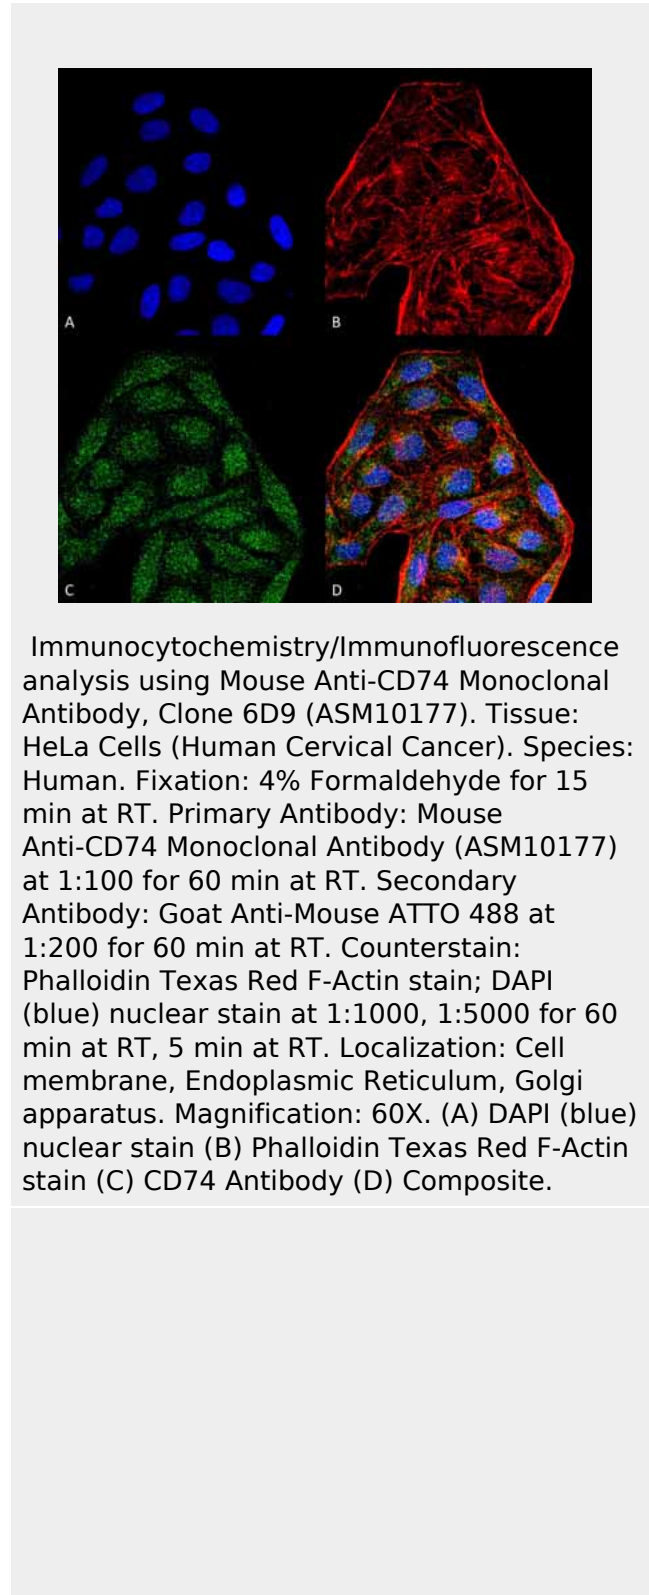 A
B
C
D
Immunocytochemistry/Immunofluorescence
analysis using Mouse Anti-CD74 Monoclonal
Antibody, Clone 6D9 (ASM10177). Tissue:
HeLa Cells (Human Cervical Cancer). Species:
Human. Fixation: 4% Formaldehyde for 15
min at RT. Primary Antibody: Mouse
Anti-CD74 Monoclonal Antibody (ASM10177)
at 1:100 for 60 min at RT. Secondary
Antibody: Goat Anti-Mouse ATTO 488 at
1:200 for 60 min at RT. Counterstain:
Phalloidin Texas Red F-Actin stain; DAPI
(blue) nuclear stain at 1:1000, 1:5000 for 60
min at RT, 5 min at RT. Localization: Cell
membrane, Endoplasmic Reticulum, Golgi
apparatus. Magnification: 60X. (A) DAPI (blue)
nuclear stain (B) Phalloidin Texas Red F-Actin
stain (C) CD74 Antibody (D) Composite.